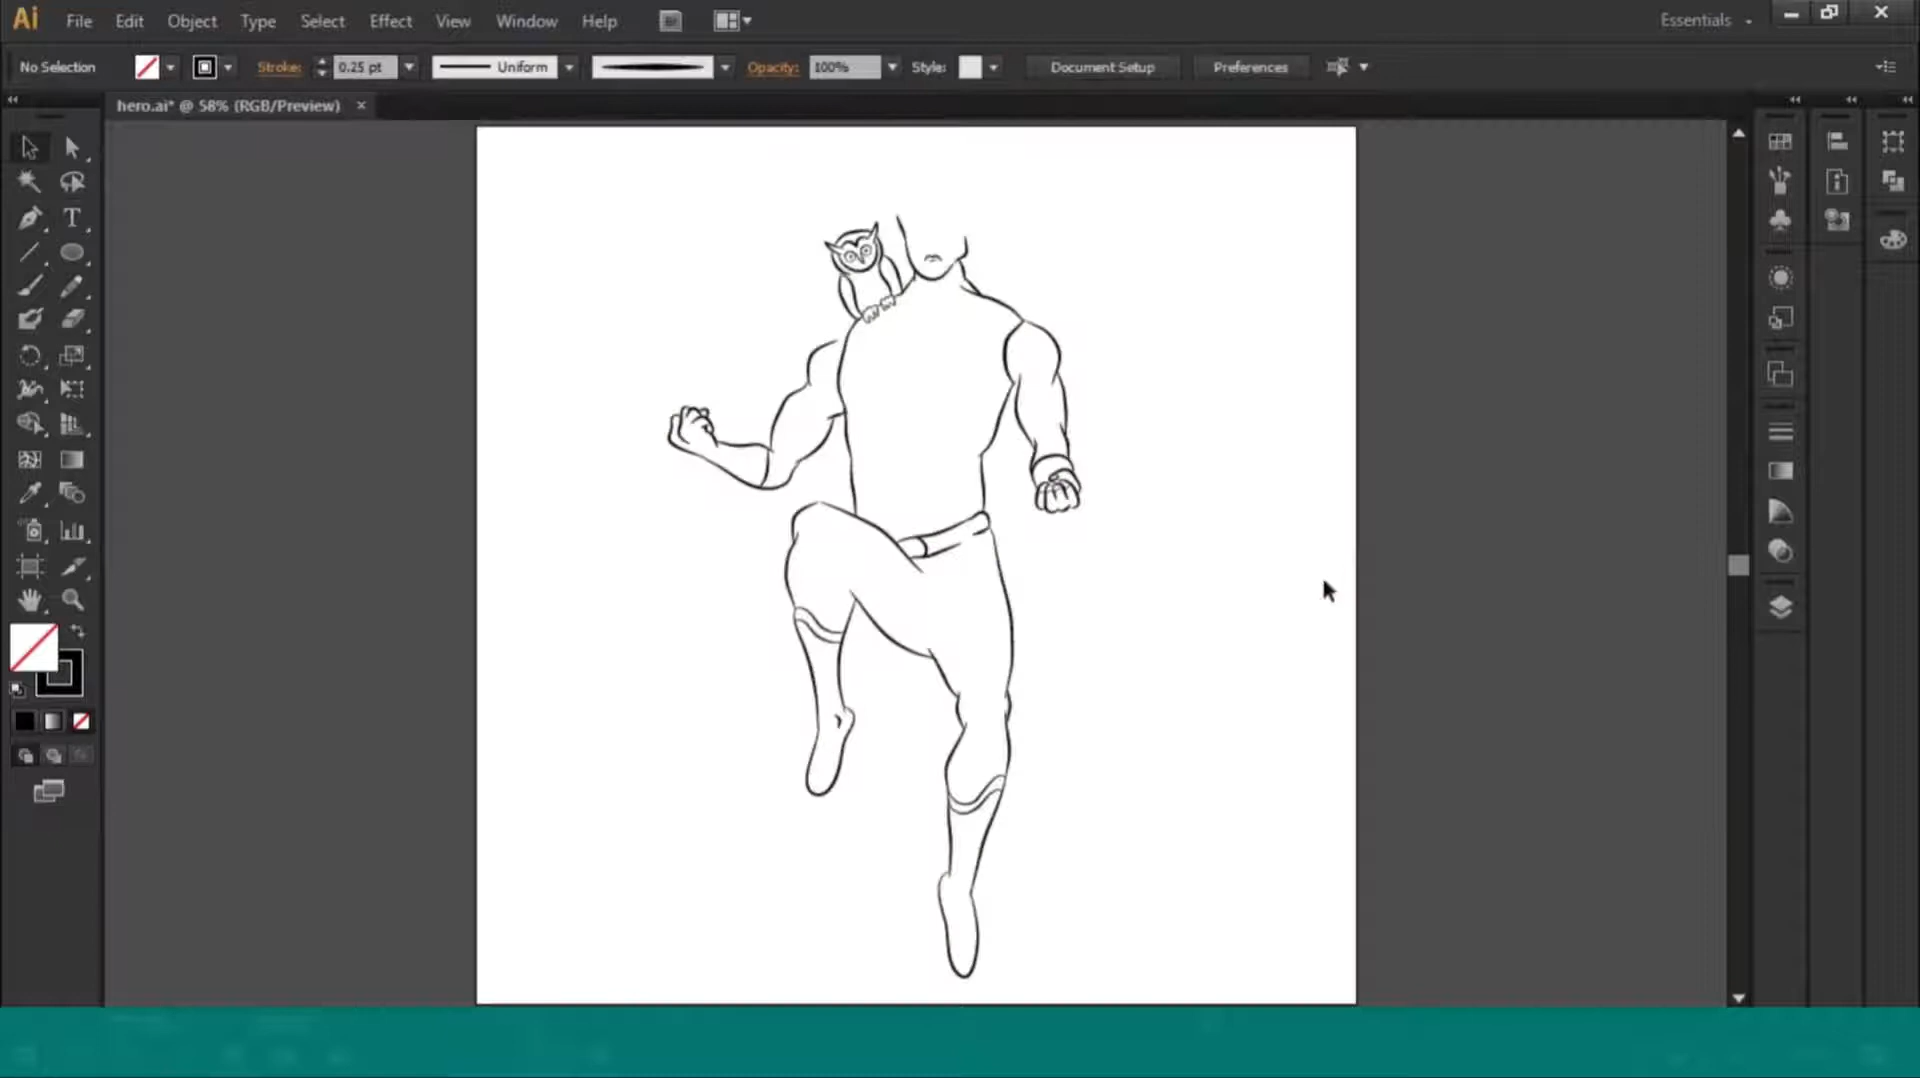 Ai File Edit Object Type Select Effect View Window Help Br Essentials
No Selection Stroke: 0.25 pt Uniform Opacity: 100% Style: Document Setup Preferences
hero.ai* @ 58% (RGB/Preview)